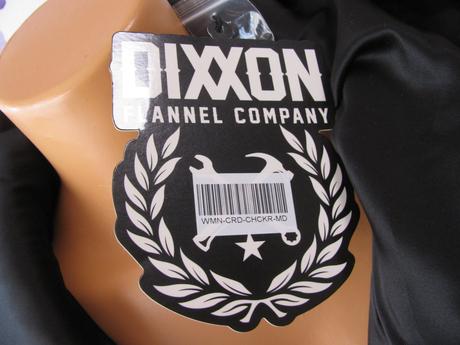 DIXXON
FLANNEL COMPANY
WMN-CRD-CHCKR-MD